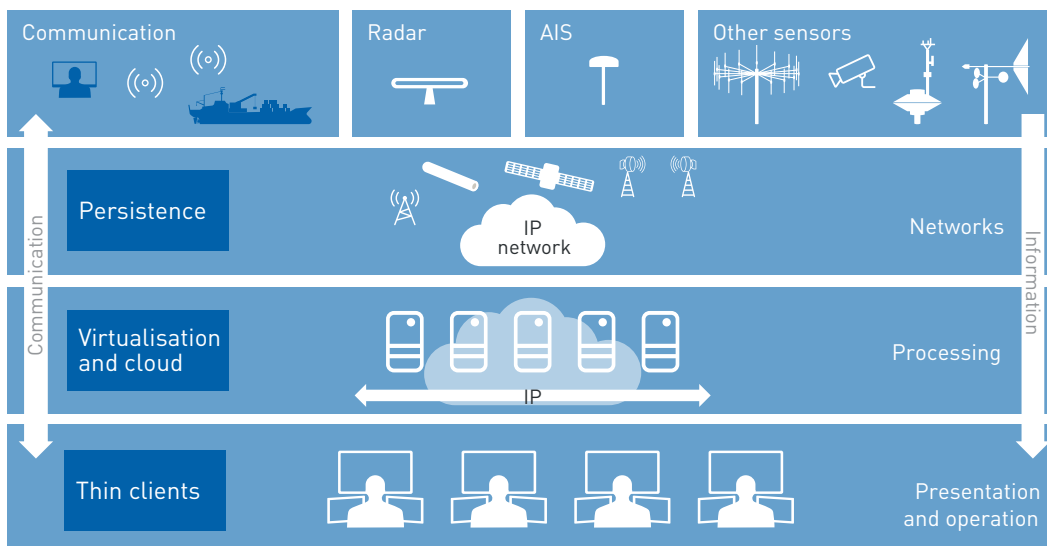 Communication
Radar
AIS
Other sensors
Persistence
IP
network
Networks
Communication
Information
Virtualisation
and cloud
IP
Processing
Thin clients
Presentation
and operation